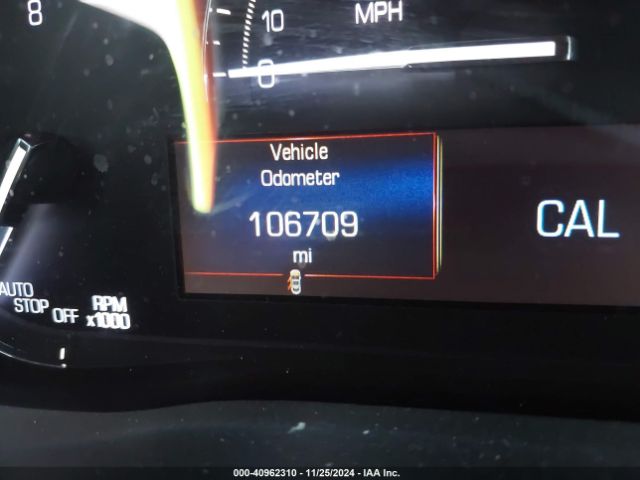 8
10
MPH
0
Vehicle
Odometer
106709
mi
CAL
AUTO
STOP
OFF
RPM
x1000
000-40962310 - 11/25/2024 - IAA Inc.